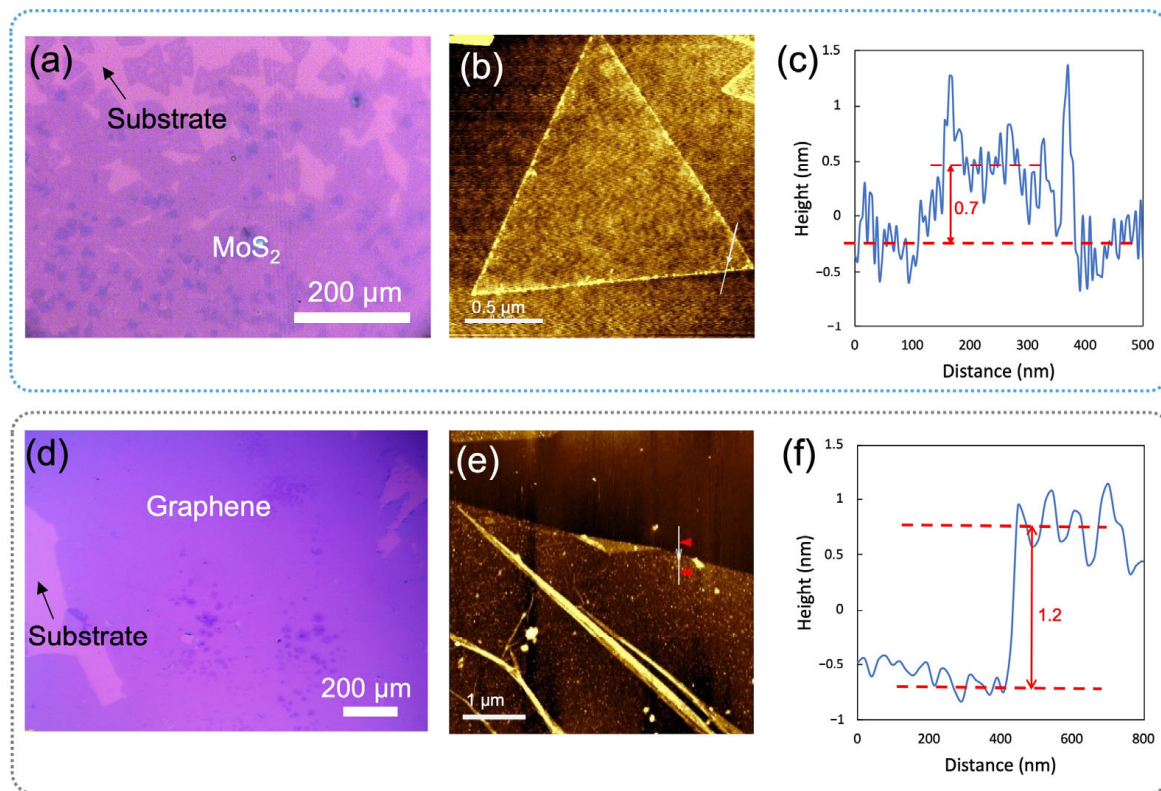 (a)
Substrate
MoS₂
200 μm
(b)
0.5 μm
(c)
Height (nm)
1.5
1
0.5
0
−0.5
−1
0.7
0 100 200 300 400 500
Distance (nm)
(d)
Graphene
Substrate
200 μm
(e)
1 μm
(f)
Height (nm)
1.5
1
0.5
0
−0.5
−1
1.2
0 200 400 600 800
Distance (nm)